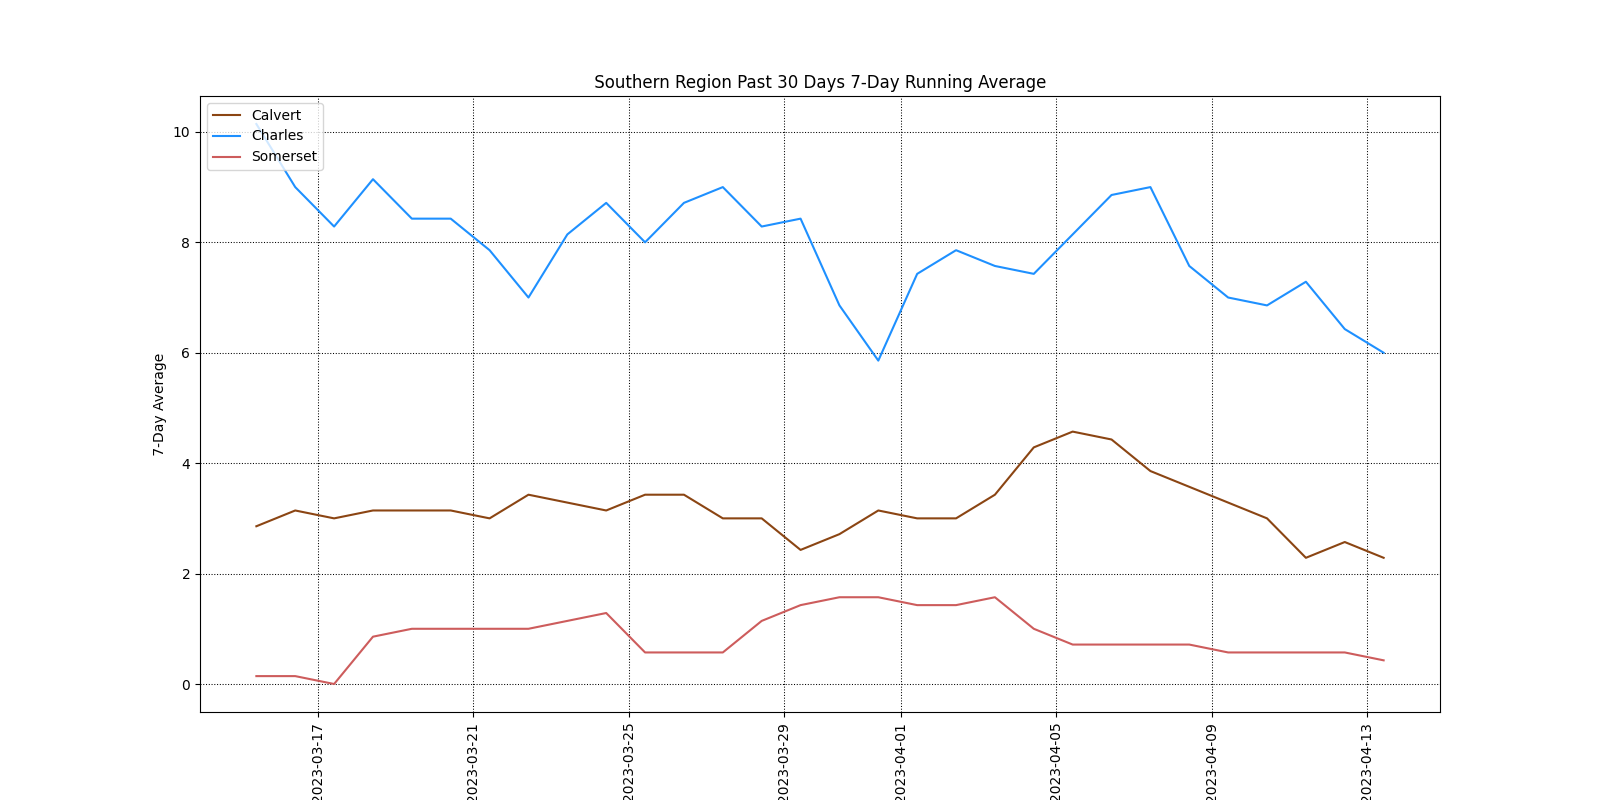 Southern Region Past 30 Days 7-Day Running Average
Calvert
Charles
Somerset
7-Day Average
10
8
6
4
2
0
2023-03-17
2023-03-21
2023-03-25
2023-03-29
2023-04-01
2023-04-05
2023-04-09
2023-04-13